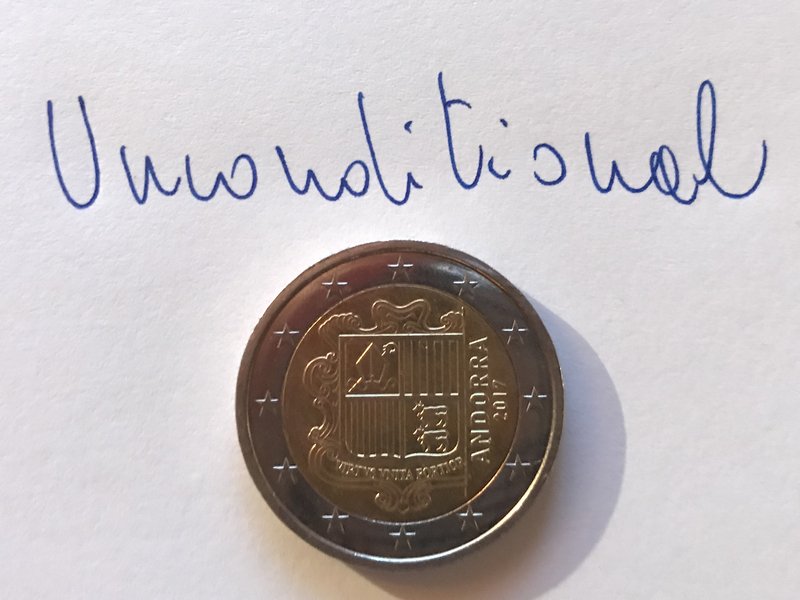 Unconditional
ANDORRA
2017
VIRTVS VNITA FORTIOR